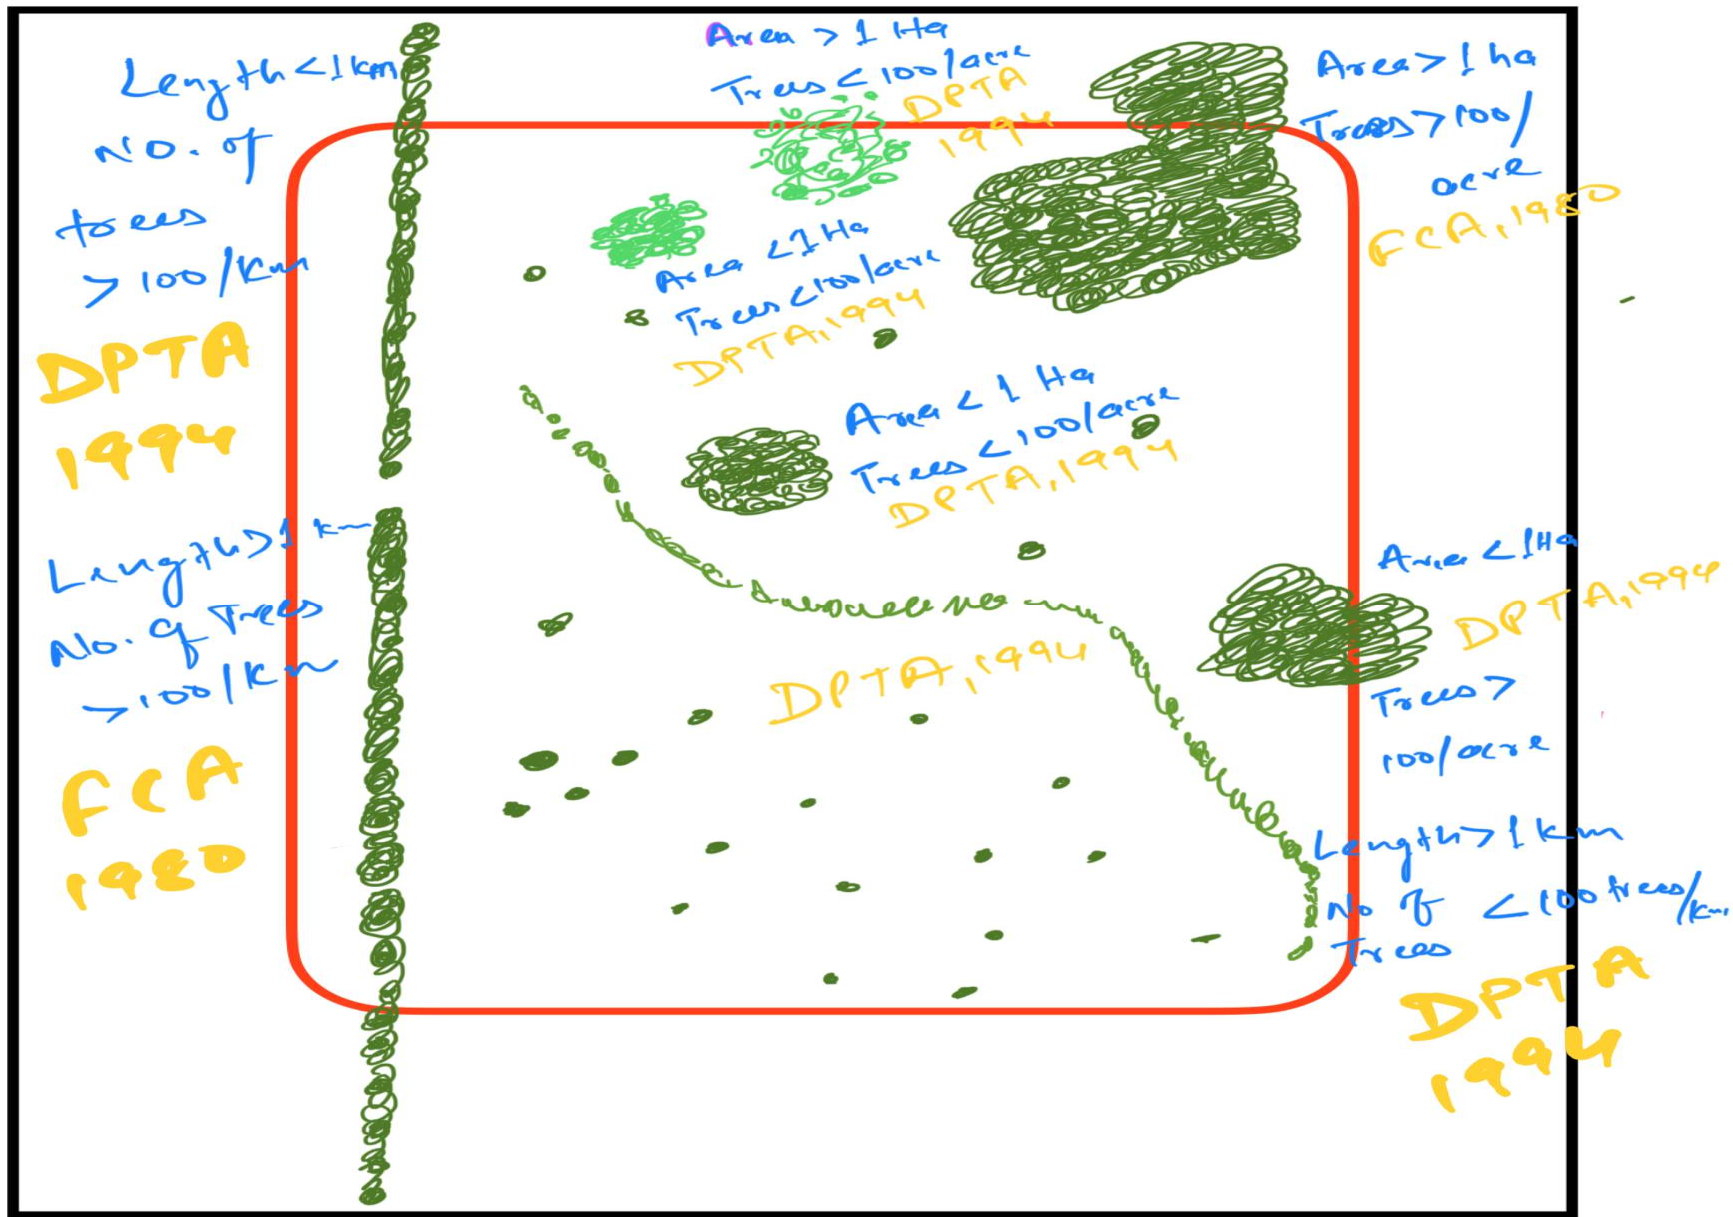 Length <1km
No. of
trees
> 100/km
DPTA
1994
Length >1 km
No. of Trees
>100/km
FCA
1980
Area > 1 Ha
Trees < 100/acre
DPTA
1994
Area <1 Ha
Trees <100/acre
DPTA, 1994
Area < 1 Ha
Trees <100/acre
DPTA, 1994
DPTA, 1994
Area > 1 ha
Trees >100/
acre
FCA, 1980
Area <1Ha
DPTA, 1994
Trees >
100/acre
Length >1 km
No of <100 trees/km
Trees
DPTA
1994